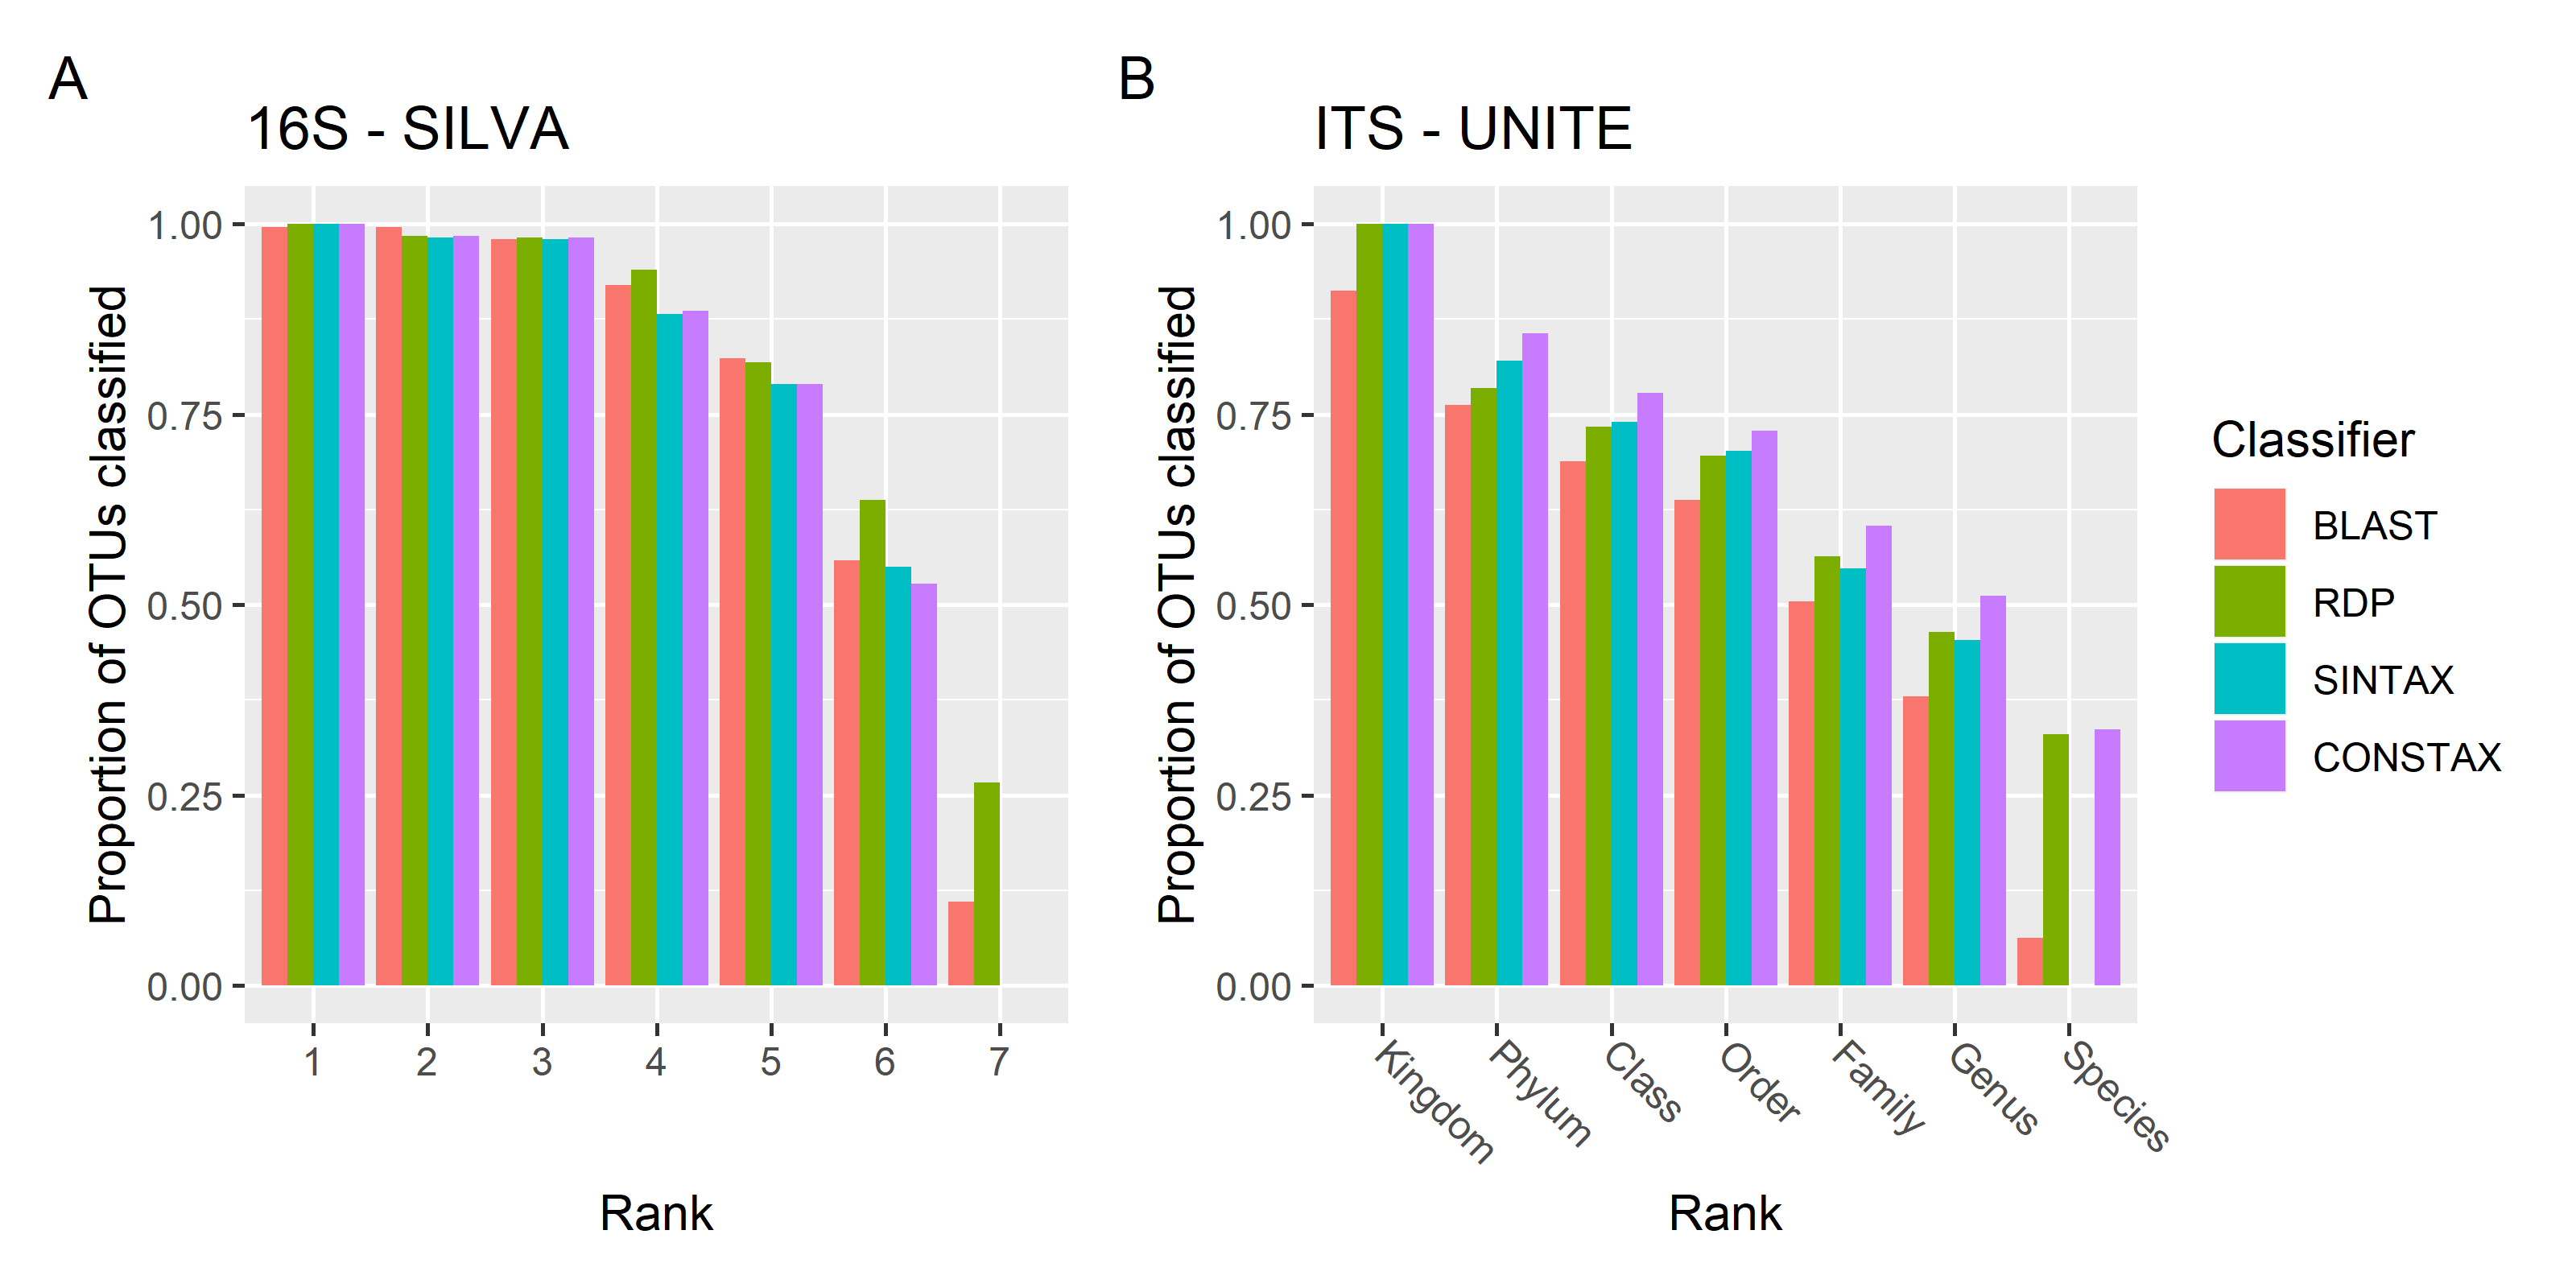 A
16S - SILVA
Proportion of OTUs classified
1.00
0.75
0.50
0.25
0.00
1 2 3 4 5 6 7
Rank
B
ITS - UNITE
Proportion of OTUs classified
1.00
0.75
0.50
0.25
0.00
Kingdom
Phylum
Class
Order
Family
Genus
Species
Rank
Classifier
BLAST
RDP
SINTAX
CONSTAX